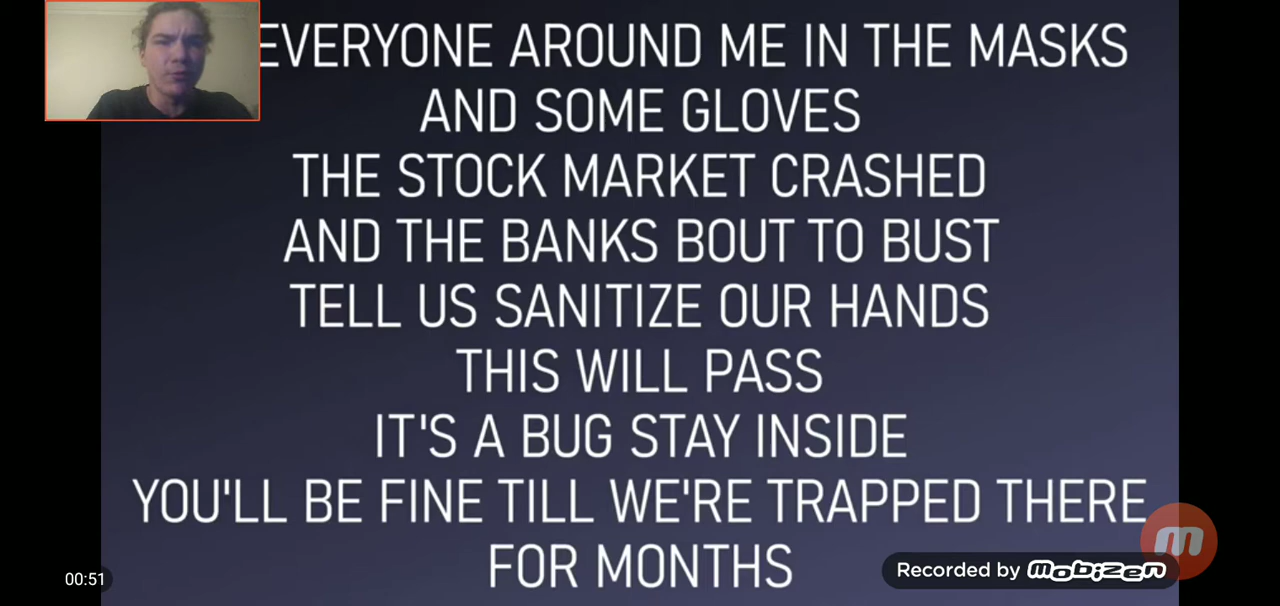 EVERYONE AROUND ME IN THE MASKS
AND SOME GLOVES
THE STOCK MARKET CRASHED
AND THE BANKS BOUT TO BUST
TELL US SANITIZE OUR HANDS
THIS WILL PASS
IT'S A BUG STAY INSIDE
YOU'LL BE FINE TILL WE'RE TRAPPED THERE
FOR MONTHS
00:51
Recorded by mobizen
m